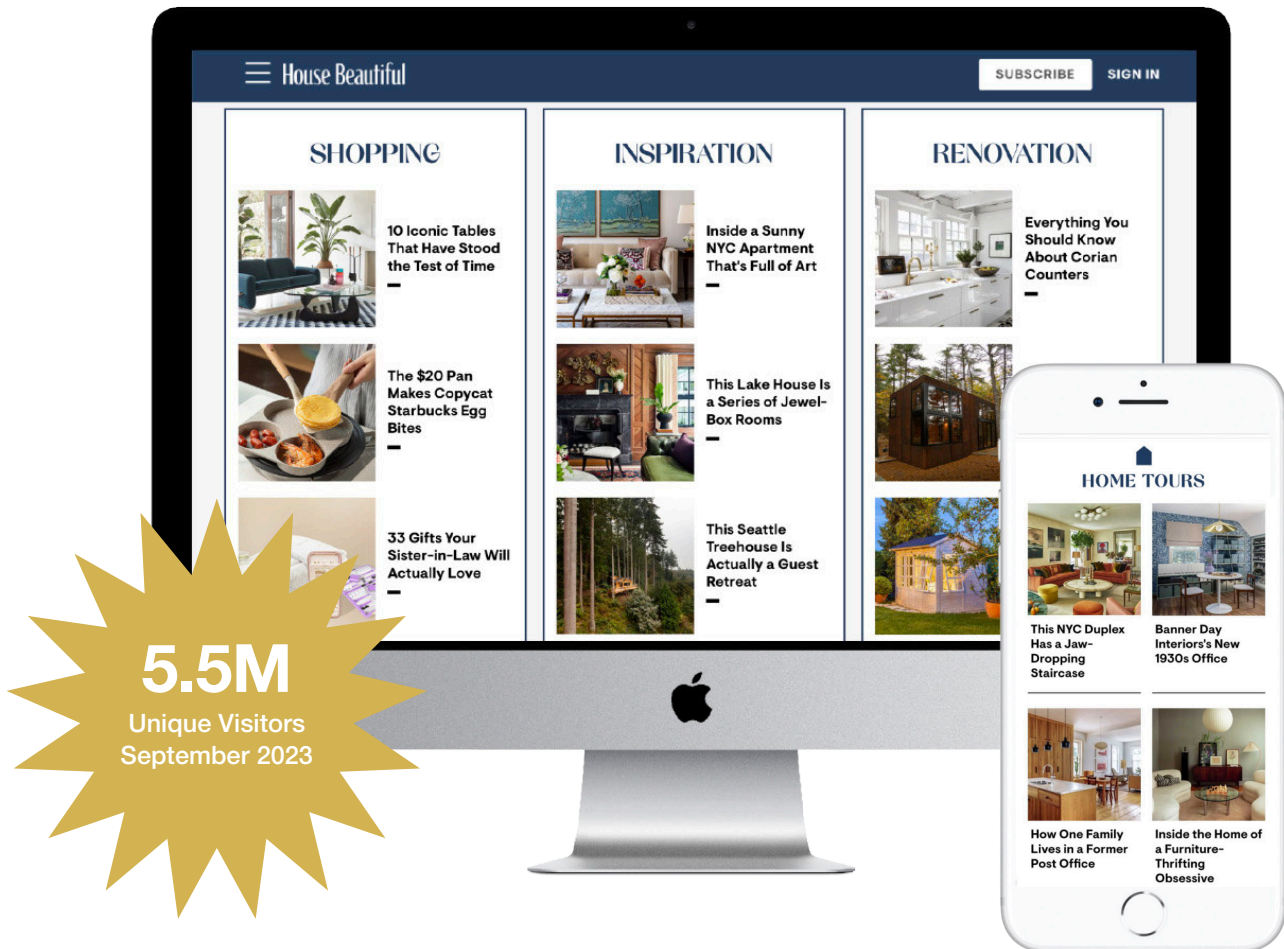 House Beautiful
SUBSCRIBE
SIGN IN
SHOPPING
10 Iconic Tables
That Have Stood
the Test of Time
The $20 Pan
Makes Copycat
Starbucks Egg
Bites
33 Gifts Your
Sister-in-Law Will
Actually Love
INSPIRATION
Inside a Sunny
NYC Apartment
That's Full of Art
This Lake House Is
a Series of Jewel-
Box Rooms
This Seattle
Treehouse Is
Actually a Guest
Retreat
RENOVATION
Everything You
Should Know
About Corian
Counters
HOME TOURS
This NYC Duplex
Has a Jaw-
Dropping
Staircase
Banner Day
Interiors's New
1930s Office
How One Family
Lives in a Former
Post Office
Inside the Home of
a Furniture-
Thrifting
Obsessive
5.5M
Unique Visitors
September 2023